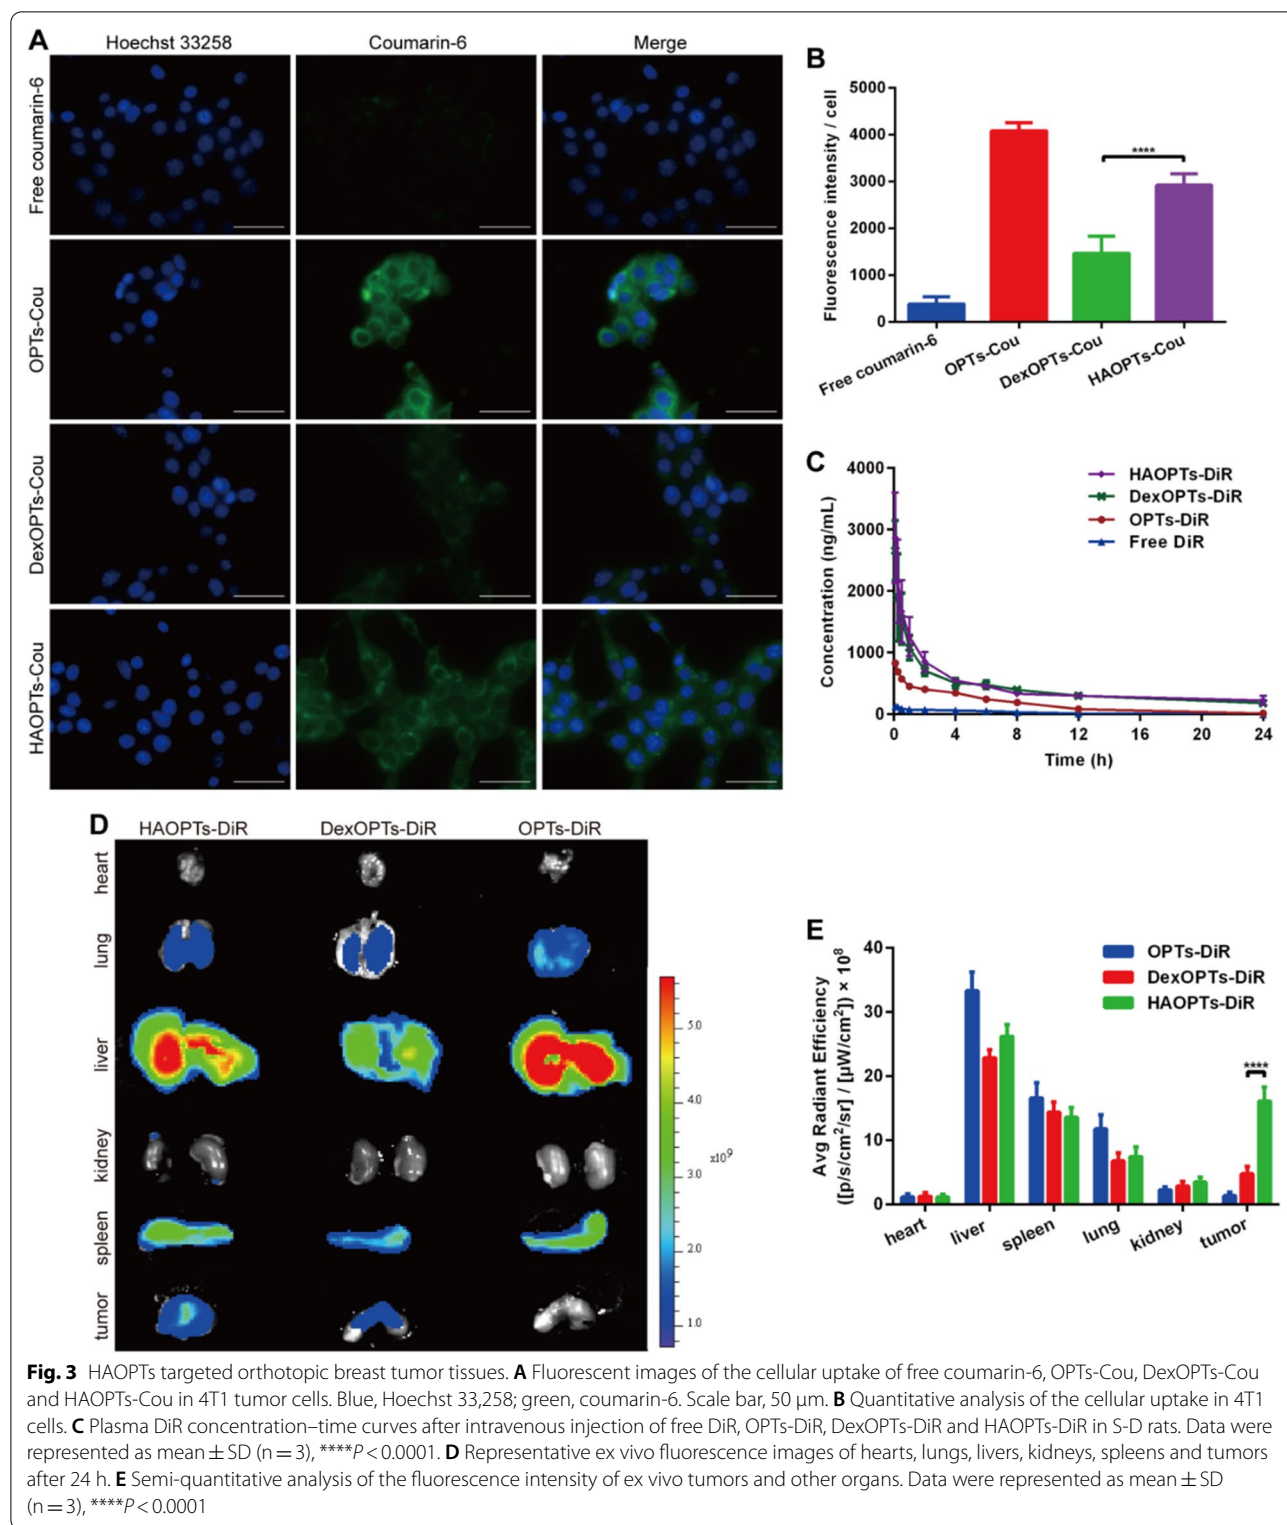 A
Hoechst 33258 Coumarin-6 Merge
Free coumarin-6
OPTs-Cou
DexOPTs-Cou
HAOPTs-Cou
B
Fluorescence intensity / cell
5000
4000
3000
2000
1000
0
****
Free coumarin-6 OPTs-Cou DexOPTs-Cou HAOPTs-Cou
C
Concentration (ng/mL)
4000
3000
2000
1000
0
HAOPTs-DiR
DexOPTs-DiR
OPTs-DiR
Free DiR
0 4 8 12 16 20 24
Time (h)
D
HAOPTs-DiR DexOPTs-DiR OPTs-DiR
heart
lung
liver
kidney
spleen
tumor
5.0
4.0
x10⁹
3.0
2.0
1.0
E
Avg Radiant Efficiency
([p/s/cm²/sr] / [µW/cm²]) × 10⁸
40
30
20
10
0
OPTs-DiR
DexOPTs-DiR
HAOPTs-DiR
****
heart liver spleen lung kidney tumor
Fig. 3 HAOPTs targeted orthotopic breast tumor tissues. A Fluorescent images of the cellular uptake of free coumarin-6, OPTs-Cou, DexOPTs-Cou
and HAOPTs-Cou in 4T1 tumor cells. Blue, Hoechst 33,258; green, coumarin-6. Scale bar, 50 µm. B Quantitative analysis of the cellular uptake in 4T1
cells. C Plasma DiR concentration–time curves after intravenous injection of free DiR, OPTs-DiR, DexOPTs-DiR and HAOPTs-DiR in S-D rats. Data were
represented as mean ± SD (n = 3), ****P < 0.0001. D Representative ex vivo fluorescence images of hearts, lungs, livers, kidneys, spleens and tumors
after 24 h. E Semi-quantitative analysis of the fluorescence intensity of ex vivo tumors and other organs. Data were represented as mean ± SD
(n = 3), ****P < 0.0001